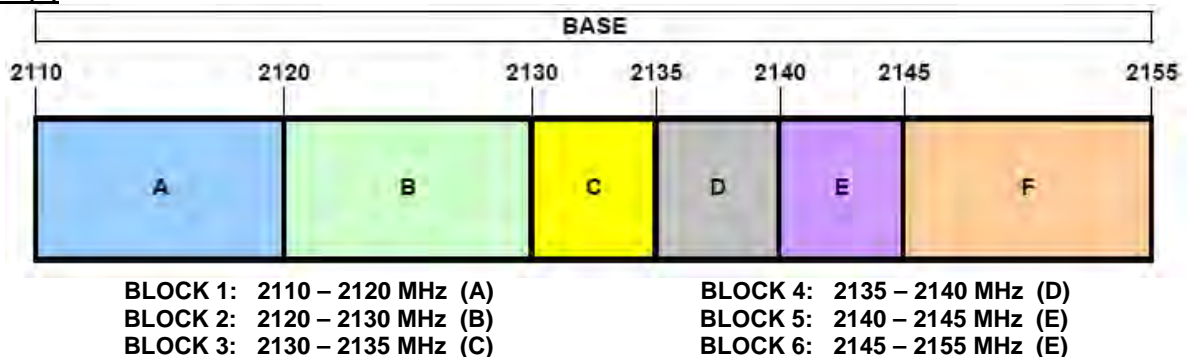 BASE
2110 2120 2130 2135 2140 2145 2155
A B C D E F
BLOCK 1: 2110 – 2120 MHz (A)
BLOCK 2: 2120 – 2130 MHz (B)
BLOCK 3: 2130 – 2135 MHz (C)
BLOCK 4: 2135 – 2140 MHz (D)
BLOCK 5: 2140 – 2145 MHz (E)
BLOCK 6: 2145 – 2155 MHz (E)